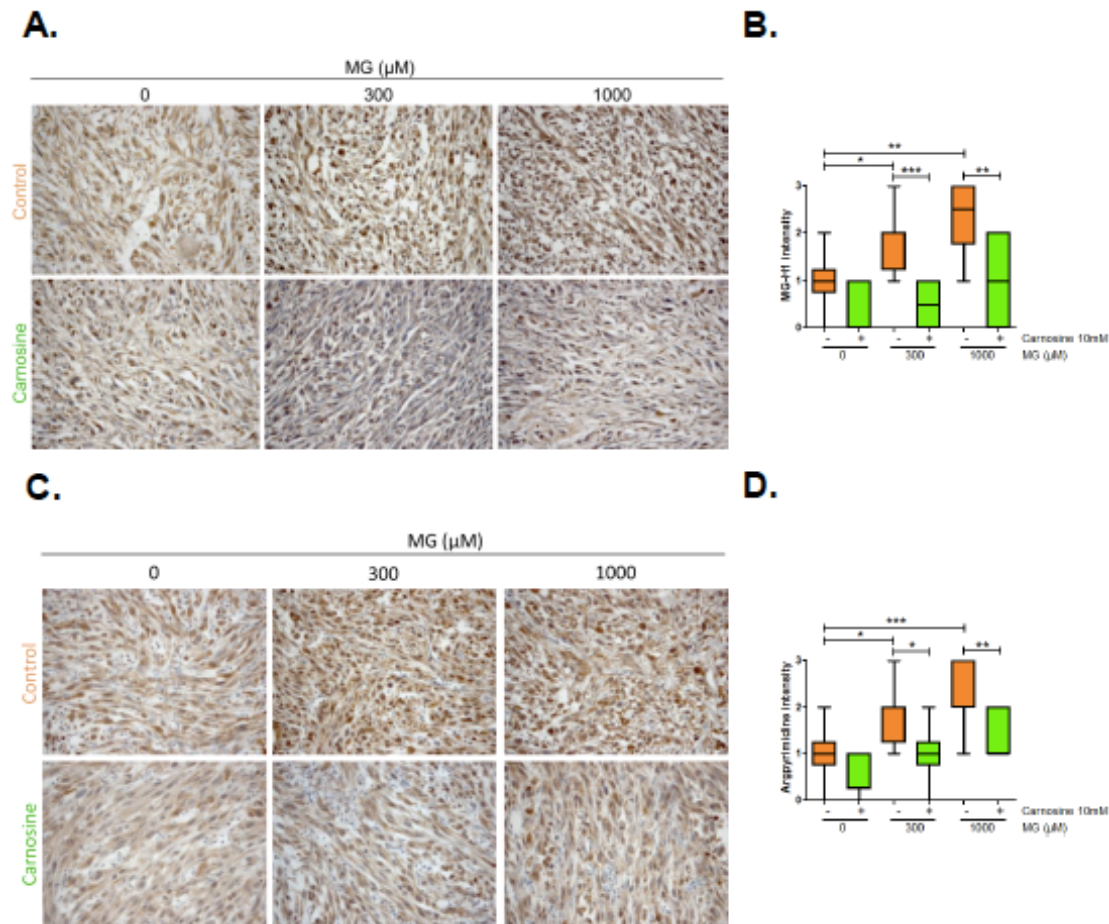 A.
MG (µM)
0 300 1000
Control
Carnosine
B.
** 
* *** **
MG-H1 Intensity
3
2
1
0
- + - + - + Carnosine 10mM
0 300 1000 MG (µM)
C.
MG (µM)
0 300 1000
Control
Carnosine
D.
***
* * **
Argpyrimidine intensity
3
2
1
0
- + - + - + Carnosine 10mM
0 300 1000 MG (µM)